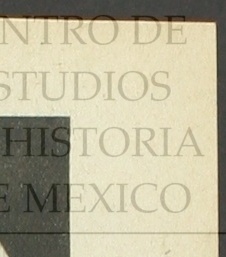 NTRO DE
STUDIOS
HISTORIA
E MEXICO